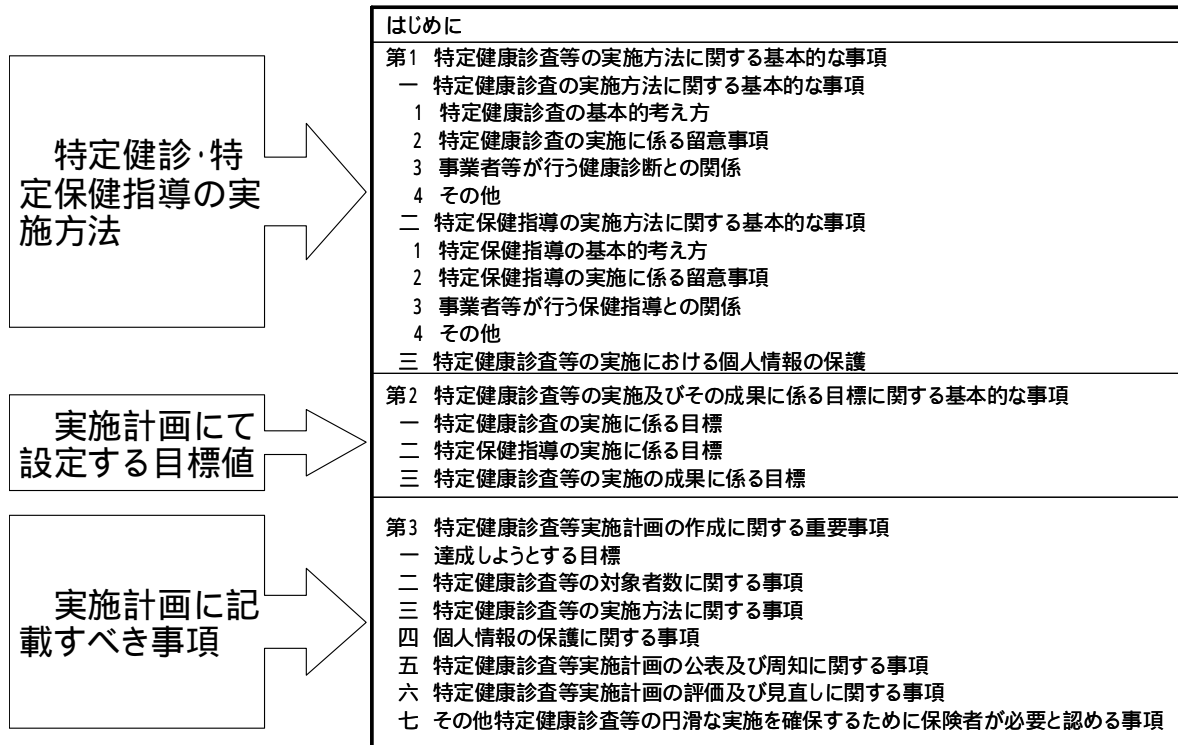 はじめに
特定健診・特
定保健指導の実
施方法
第1 特定健康診査等の実施方法に関する基本的な事項
一 特定健康診査の実施方法に関する基本的な事項
1 特定健康診査の基本的考え方
2 特定健康診査の実施に係る留意事項
3 事業者等が行う健康診断との関係
4 その他
二 特定保健指導の実施方法に関する基本的な事項
1 特定保健指導の基本的考え方
2 特定保健指導の実施に係る留意事項
3 事業者等が行う保健指導との関係
4 その他
三 特定健康診査等の実施における個人情報の保護
実施計画にて
設定する目標値
第2 特定健康診査等の実施及びその成果に係る目標に関する基本的な事項
一 特定健康診査の実施に係る目標
二 特定保健指導の実施に係る目標
三 特定健康診査等の実施の成果に係る目標
実施計画に記
載すべき事項
第3 特定健康診査等実施計画の作成に関する重要事項
一 達成しようとする目標
二 特定健康診査等の対象者数に関する事項
三 特定健康診査等の実施方法に関する事項
四 個人情報の保護に関する事項
五 特定健康診査等実施計画の公表及び周知に関する事項
六 特定健康診査等実施計画の評価及び見直しに関する事項
七 その他特定健康診査等の円滑な実施を確保するために保険者が必要と認める事項